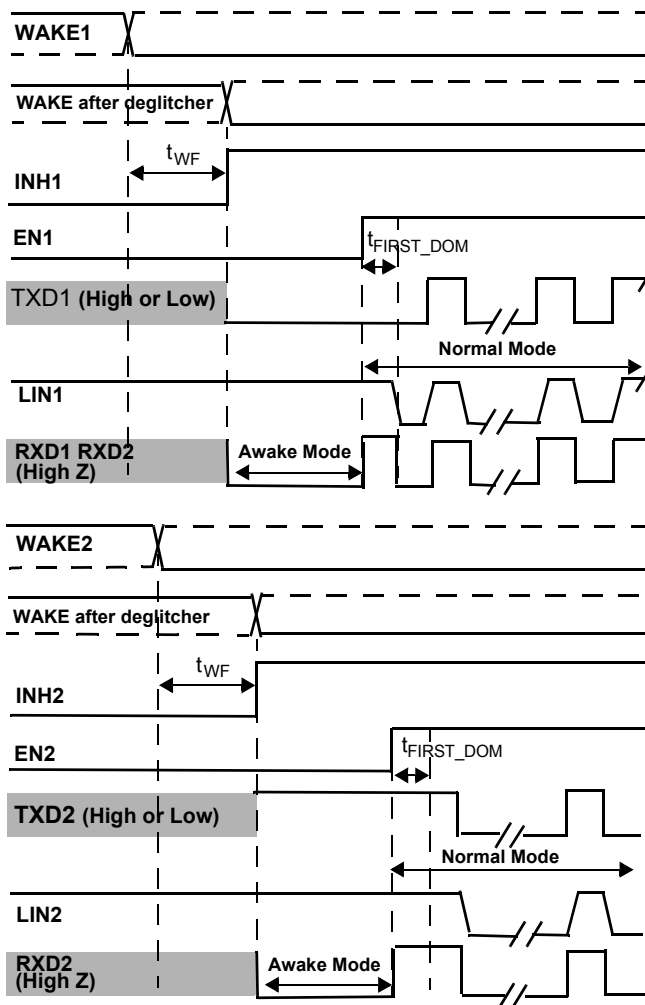 WAKE1
WAKE after deglitcher
tWF
INH1
EN1
tFIRST_DOM
TXD1 (High or Low)
Normal Mode
LIN1
RXD1 RXD2
(High Z)
Awake Mode
WAKE2
WAKE after deglitcher
tWF
INH2
EN2
tFIRST_DOM
TXD2 (High or Low)
Normal Mode
LIN2
RXD2
(High Z)
Awake Mode